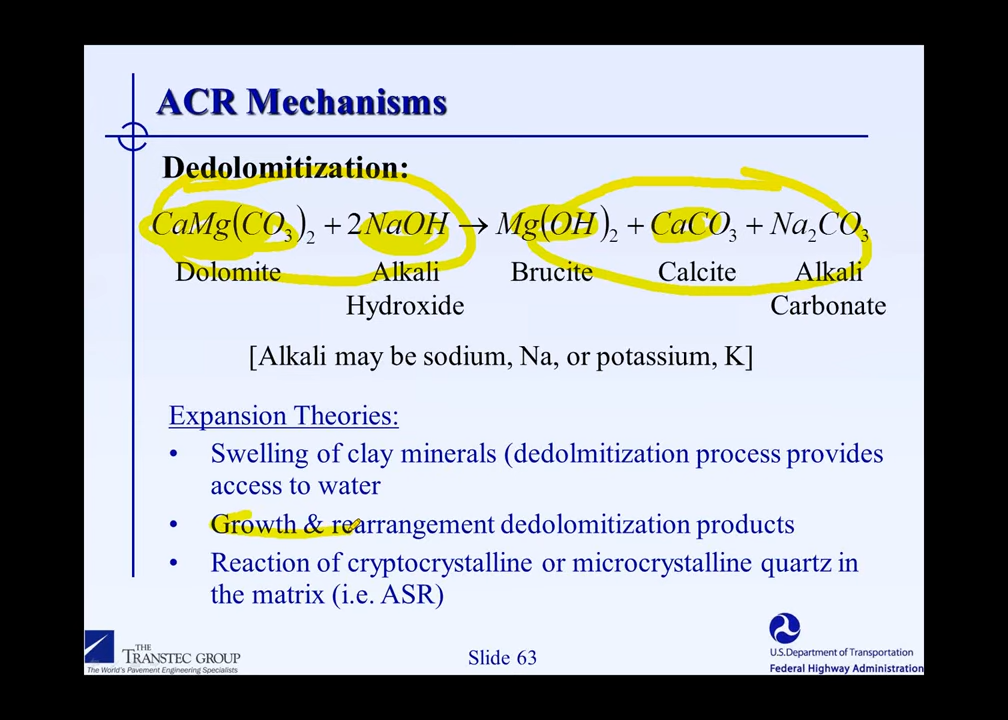 ACR Mechanisms
Dedolomitization:
CaMg(CO₃)₂ + 2NaOH → Mg(OH)₂ + CaCO₃ + Na₂CO₃
Dolomite Alkali Brucite Calcite Alkali
Hydroxide Carbonate
[Alkali may be sodium, Na, or potassium, K]
Expansion Theories:
• Swelling of clay minerals (dedolmitization process provides
access to water
• Growth & rearrangement dedolomitization products
• Reaction of cryptocrystalline or microcrystalline quartz in
the matrix (i.e. ASR)
THE
TRANSTEC GROUP
The World's Pavement Engineering Specialists
Slide 63
U.S.Department of Transportation
Federal Highway Administration